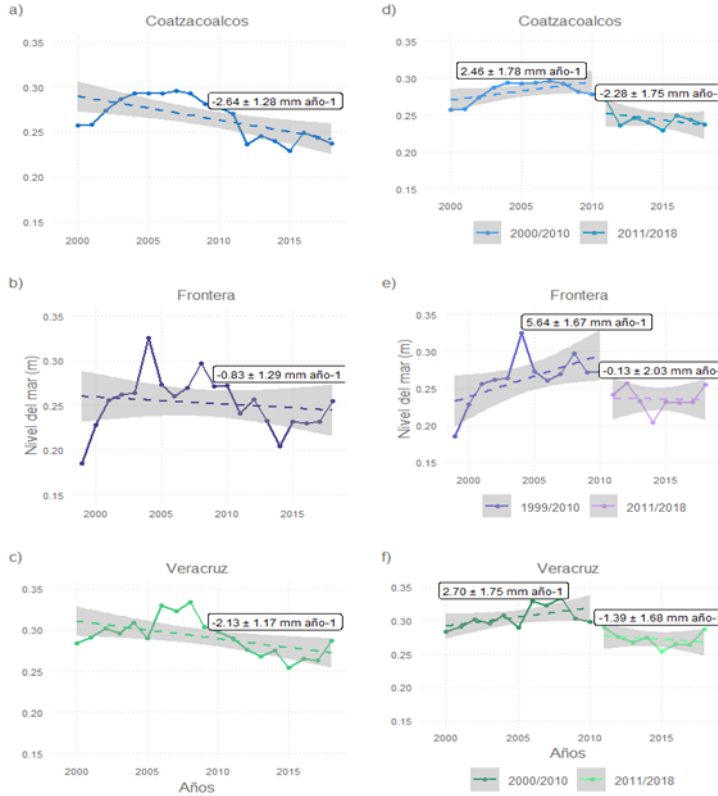 a)
Coatzacoalcos
0.35
0.30
0.25
0.20
0.15
-2.64 ± 1.28 mm año-1
2000
2005
2010
2015
d)
Coatzacoalcos
0.35
0.30
0.25
0.20
0.15
2.46 ± 1.78 mm año-1
-2.28 ± 1.75 mm año-
2000
2005
2010
2015
2000/2010
2011/2018
b)
Frontera
0.35
0.30
0.25
0.20
0.15
Nivel del mar (m)
-0.83 ± 1.29 mm año-1
2000
2005
2010
2015
e)
Frontera
0.35
0.30
0.25
0.20
0.15
Nivel del mar (m)
5.64 ± 1.67 mm año-1
-0.13 ± 2.03 mm año-
2000
2005
2010
2015
1999/2010
2011/2018
c)
Veracruz
0.35
0.30
0.25
0.20
0.15
-2.13 ± 1.17 mm año-1
2000
2005
2010
2015
Años
f)
Veracruz
0.35
0.30
0.25
0.20
0.15
2.70 ± 1.75 mm año-1
-1.39 ± 1.68 mm año-
2000
2005
2010
2015
Años
2000/2010
2011/2018